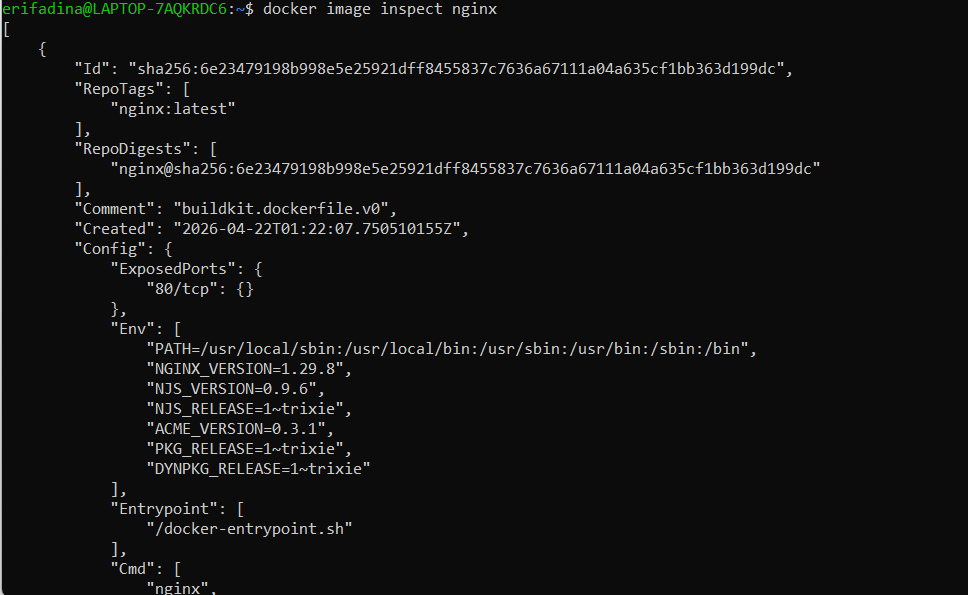 erifadina@LAPTOP-7AQKRDC6:~$ docker image inspect nginx
[
    {
        "Id": "sha256:6e23479198b998e5e25921dff8455837c7636a67111a04a635cf1bb363d199dc",
        "RepoTags": [
            "nginx:latest"
        ],
        "RepoDigests": [
            "nginx@sha256:6e23479198b998e5e25921dff8455837c7636a67111a04a635cf1bb363d199dc"
        ],
        "Comment": "buildkit.dockerfile.v0",
        "Created": "2026-04-22T01:22:07.750510155Z",
        "Config": {
            "ExposedPorts": {
                "80/tcp": {}
            },
            "Env": [
                "PATH=/usr/local/sbin:/usr/local/bin:/usr/sbin:/usr/bin:/sbin:/bin",
                "NGINX_VERSION=1.29.8",
                "NJS_VERSION=0.9.6",
                "NJS_RELEASE=1~trixie",
                "ACME_VERSION=0.3.1",
                "PKG_RELEASE=1~trixie",
                "DYNPKG_RELEASE=1~trixie"
            ],
            "Entrypoint": [
                "/docker-entrypoint.sh"
            ],
            "Cmd": [
                "nginx",